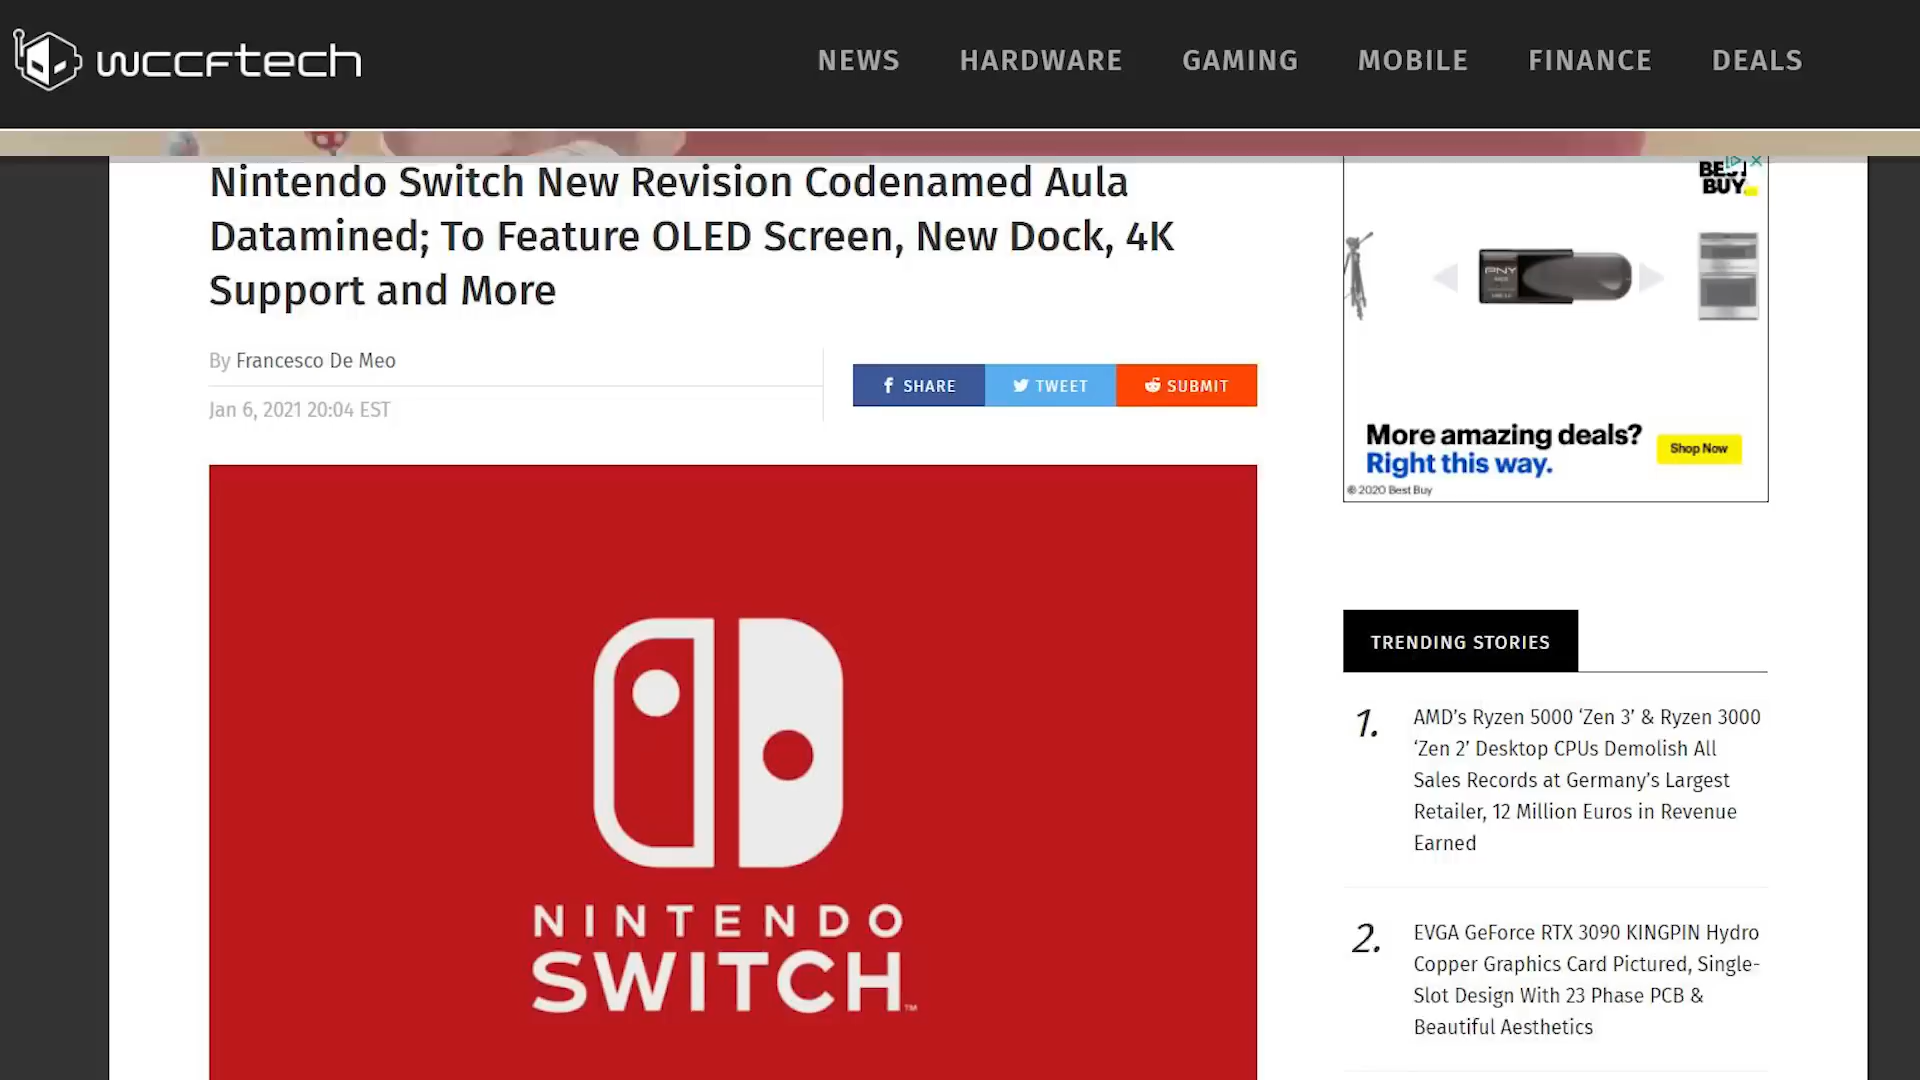 wccftech
NEWS HARDWARE GAMING MOBILE FINANCE DEALS
Nintendo Switch New Revision Codenamed Aula
Datamined; To Feature OLED Screen, New Dock, 4K
Support and More
By Francesco De Meo
Jan 6, 2021 20:04 EST
SHARE TWEET SUBMIT
NINTENDO
SWITCH™
BEST
BUY
PNY
More amazing deals?
Right this way.
Shop Now
© 2020 Best Buy
TRENDING STORIES
1. AMD's Ryzen 5000 ‘Zen 3’ & Ryzen 3000
‘Zen 2’ Desktop CPUs Demolish All
Sales Records at Germany’s Largest
Retailer, 12 Million Euros in Revenue
Earned
2. EVGA GeForce RTX 3090 KINGPIN Hydro
Copper Graphics Card Pictured, Single-
Slot Design With 23 Phase PCB &
Beautiful Aesthetics